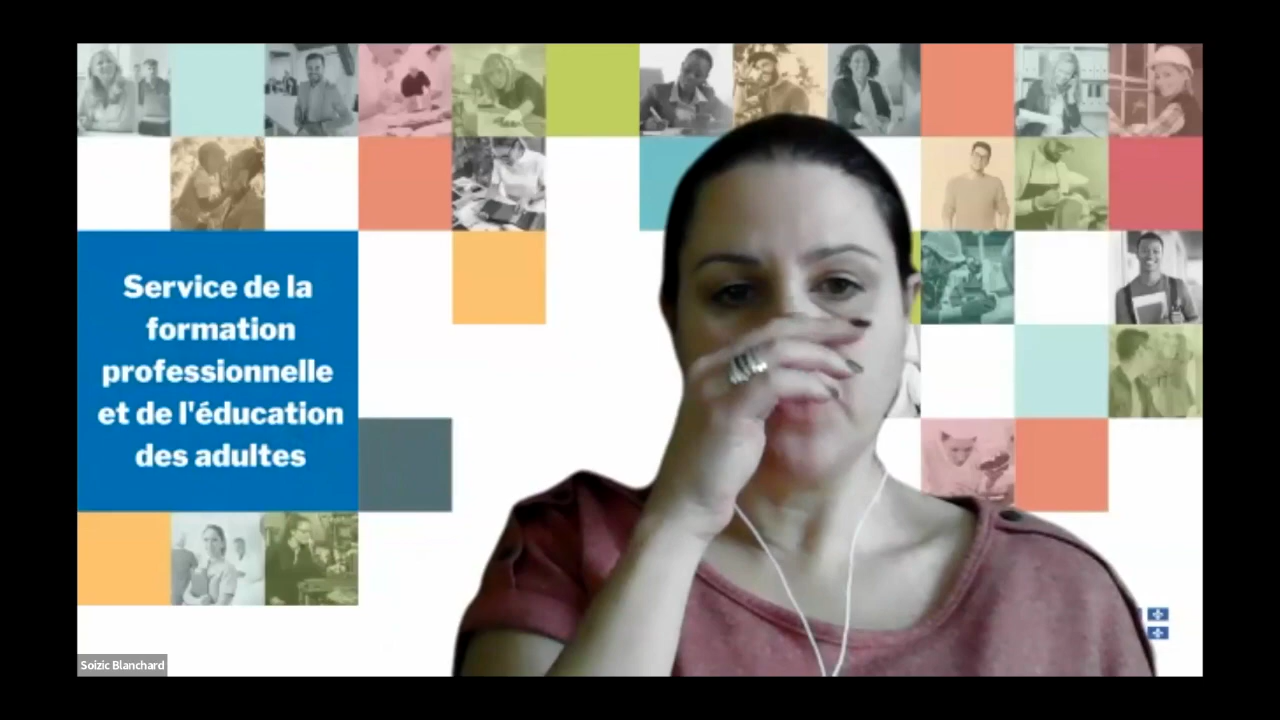 Service de la
formation
professionnelle
et de l'éducation
des adultes
Soizic Blanchard